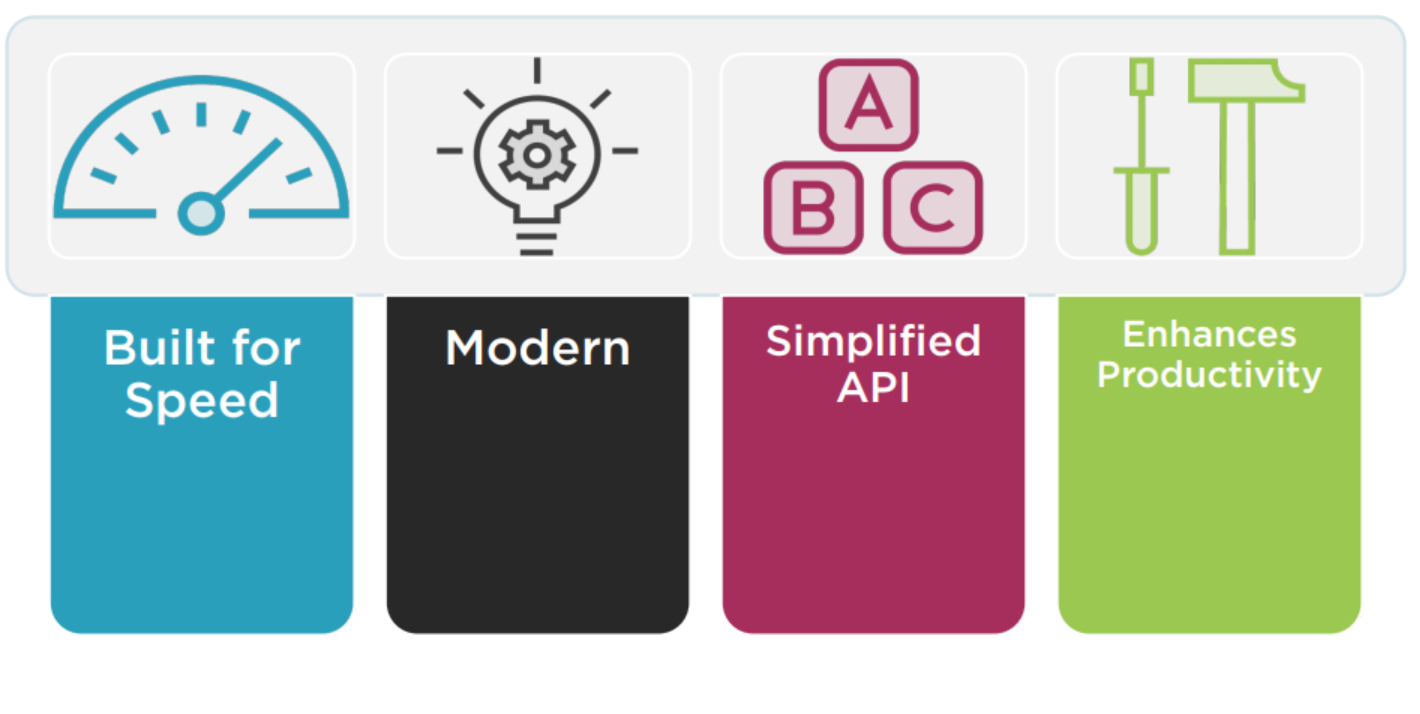 A
B C
Built for
Speed
Modern
Simplified
API
Enhances
Productivity